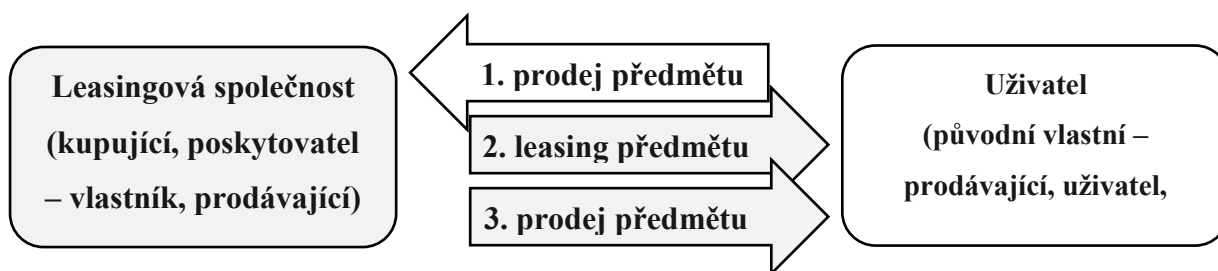 Leasingová společnost
(kupující, poskytovatel
– vlastník, prodávající)
1. prodej předmětu
2. leasing předmětu
3. prodej předmětu
Uživatel
(původní vlastní –
prodávající, uživatel,